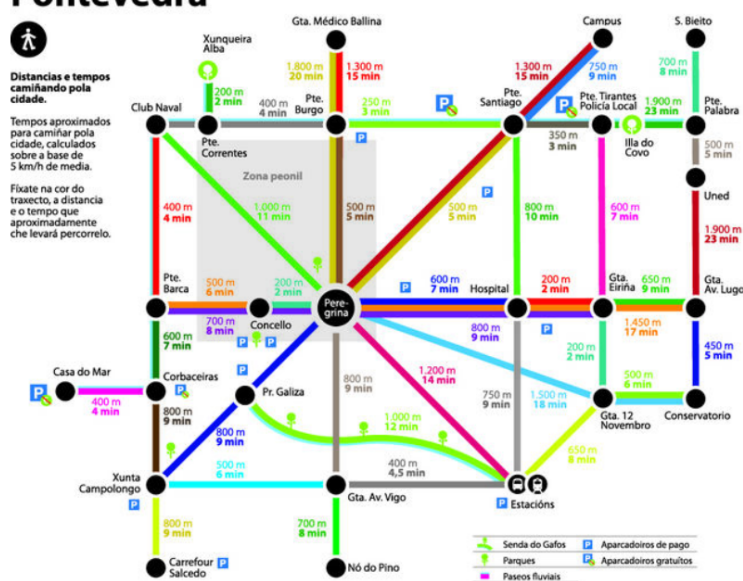 Pontevedra
Distancias e tempos
camiñando pola
cidade.
Tempos aproximados
para camiñar pola
cidade, calculados
sobre a base de
5 km/h de media.
Fíxate na cor do
traxecto, a distancia
e o tempo que
aproximadamente
che levará percorrelo.
Gta. Médico Ballina
Campus
S. Bieito
Xunqueira
Alba
1.800 m
20 min
1.300 m
15 min
1.300 m
15 min
750 m
9 min
700 m
8 min
200 m
2 min
400 m
4 min
Pte.
Burgo
250 m
3 min
P
Pte.
Santiago
P
Pte. Tirantes
Policía Local
1.900 m
23 min
Pte.
Palabra
Club Naval
Pte.
Correntes
P
350 m
3 min
Illa do
Covo
500 m
5 min
Zona peonil
Uned
400 m
4 min
1.000 m
11 min
500 m
5 min
500 m
5 min
P
800 m
10 min
600 m
7 min
1.900 m
23 min
Pte.
Barca
500 m
6 min
200 m
2 min
Pere-
grina
P
600 m
7 min
Hospital
200 m
2 min
Gta.
Eiriña
650 m
9 min
Gta.
Av. Lugo
700 m
8 min
Concello
800 m
9 min
P
1.450 m
17 min
600 m
7 min
P
P
P
200 m
2 min
450 m
5 min
Casa do Mar
P
400 m
4 min
Corbaceiras
P
Pr. Galiza
800 m
9 min
1.200 m
14 min
750 m
9 min
1.500 m
18 min
500 m
6 min
Gta. 12
Novembro
Conservatorio
800 m
9 min
800 m
9 min
1.000 m
12 min
650 m
8 min
500 m
6 min
400 m
4,5 min
Xunta
Campolongo
P
Gta. Av. Vigo
P
Estacións
800 m
9 min
700 m
8 min
Carrefour
Salcedo
P
Nó do Pino
Senda do Gafos
P
Aparcadoiros de pago
Parques
P
Aparcadoiros gratuítos
Paseos fluviais